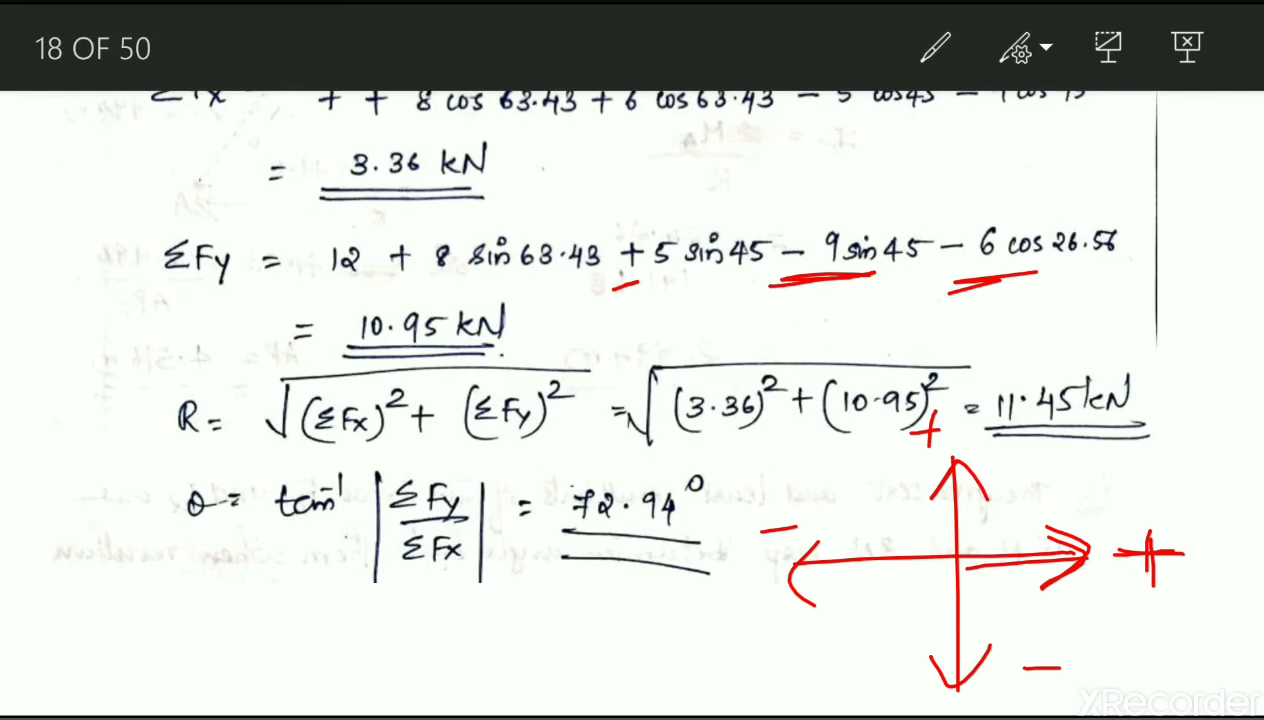 18 OF 50
ΣFx + + 8 cos 63.43 + 6 cos 63.43 - 5 cos 45 -
= 3.36 kN
ΣFy = 12 + 8 sin 63.43 + 5 sin 45 - 9 sin 45 - 6 cos 26.56
= 10.95 kN
R = √(ΣFx)² + (ΣFy)² = √(3.36)² + (10.95)² = 11.45 kN
θ = tan⁻¹ |ΣFy / ΣFx| = 72.94°
+
- +
-
XRecorder